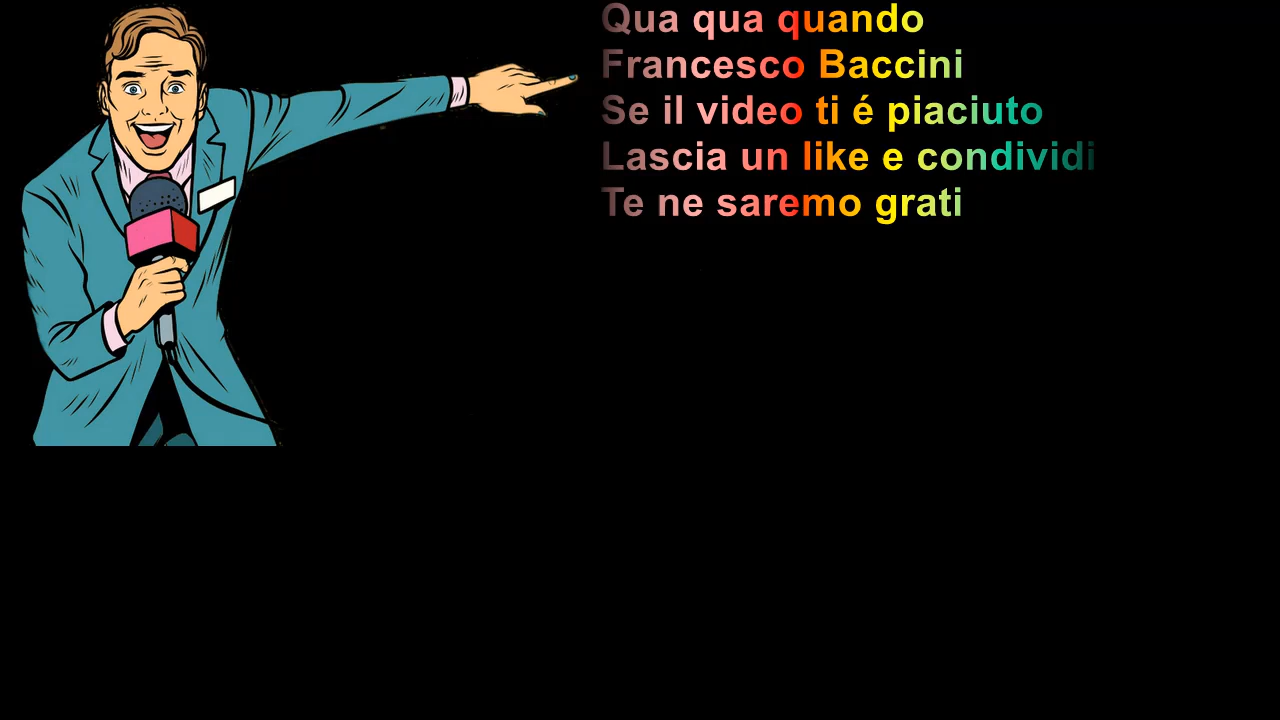 Qua qua quando
Francesco Baccini
Se il video ti é piaciuto
Lascia un like e condividi
Te ne saremo grati